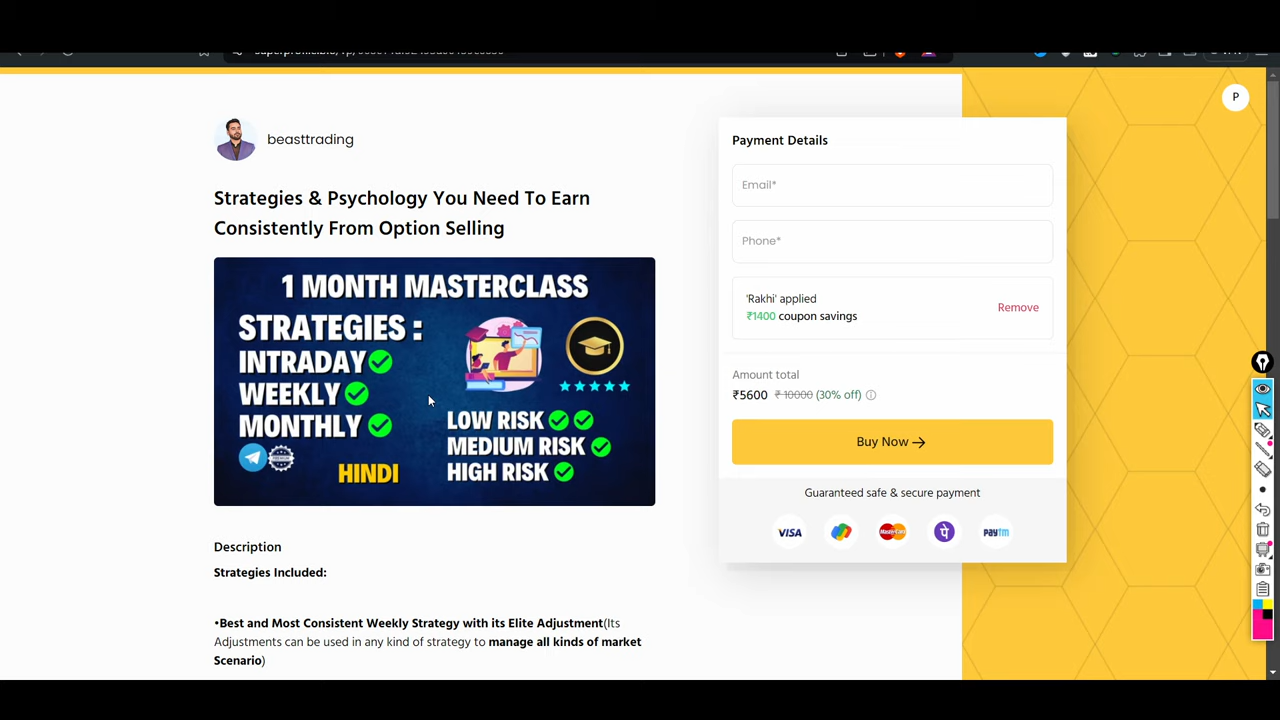 P
beasttrading
Strategies & Psychology You Need To Earn
Consistently From Option Selling
1 MONTH MASTERCLASS
STRATEGIES :
INTRADAY
WEEKLY
MONTHLY
LOW RISK
MEDIUM RISK
HIGH RISK
HINDI
Description
Strategies Included:
•Best and Most Consistent Weekly Strategy with its Elite Adjustment(Its
Adjustments can be used in any kind of strategy to manage all kinds of market
Scenario)
Payment Details
Email*
Phone*
'Rakhi' applied
₹1400 coupon savings
Remove
Amount total
₹5600 ₹ 10000 (30% off)
Buy Now
Guaranteed safe & secure payment
VISA
MasterCard
पे
paytm